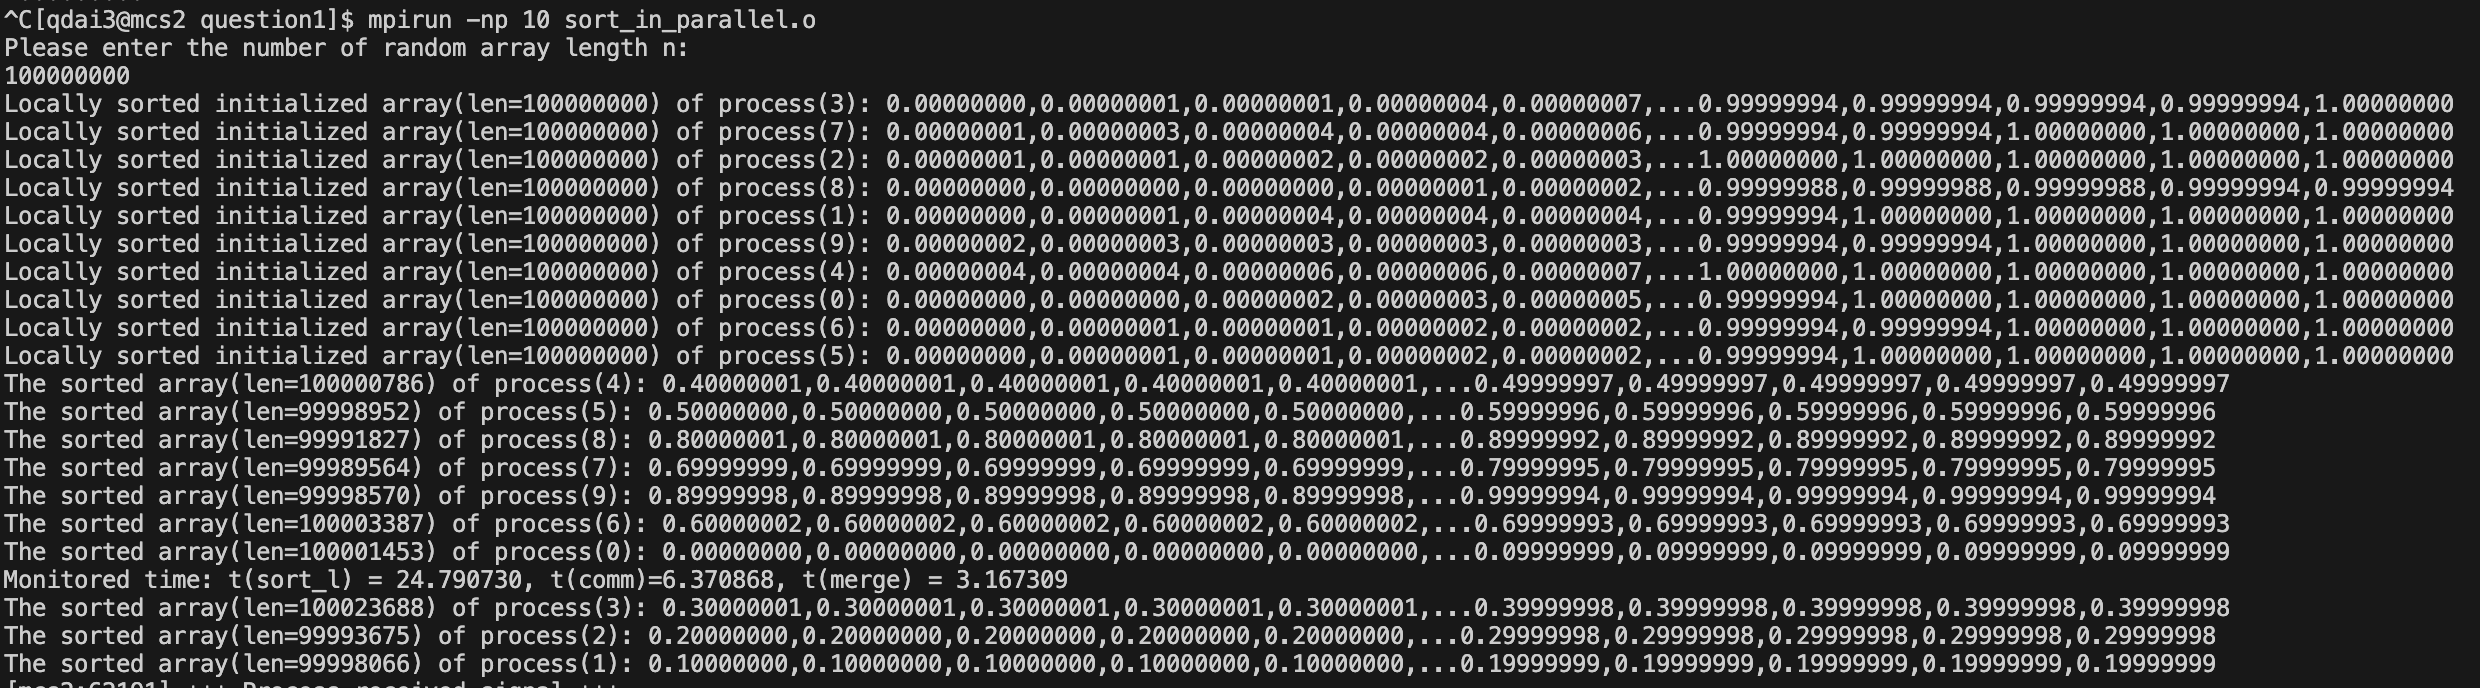 ^C[qdai3@mcs2 question1]$ mpirun -np 10 sort_in_parallel.o
Please enter the number of random array length n:
100000000
Locally sorted initialized array(len=100000000) of process(3): 0.00000000,0.00000001,0.00000001,0.00000004,0.00000007,...0.99999994,0.99999994,0.99999994,0.99999994,1.00000000
Locally sorted initialized array(len=100000000) of process(7): 0.00000001,0.00000003,0.00000004,0.00000004,0.00000006,...0.99999994,0.99999994,1.00000000,1.00000000,1.00000000
Locally sorted initialized array(len=100000000) of process(2): 0.00000001,0.00000001,0.00000002,0.00000002,0.00000003,...1.00000000,1.00000000,1.00000000,1.00000000,1.00000000
Locally sorted initialized array(len=100000000) of process(8): 0.00000000,0.00000000,0.00000000,0.00000001,0.00000002,...0.99999988,0.99999988,0.99999988,0.99999994,0.99999994
Locally sorted initialized array(len=100000000) of process(1): 0.00000000,0.00000001,0.00000004,0.00000004,0.00000004,...0.99999994,1.00000000,1.00000000,1.00000000,1.00000000
Locally sorted initialized array(len=100000000) of process(9): 0.00000002,0.00000003,0.00000003,0.00000003,0.00000003,...0.99999994,0.99999994,1.00000000,1.00000000,1.00000000
Locally sorted initialized array(len=100000000) of process(4): 0.00000004,0.00000004,0.00000006,0.00000006,0.00000007,...1.00000000,1.00000000,1.00000000,1.00000000,1.00000000
Locally sorted initialized array(len=100000000) of process(0): 0.00000000,0.00000000,0.00000002,0.00000003,0.00000005,...0.99999994,1.00000000,1.00000000,1.00000000,1.00000000
Locally sorted initialized array(len=100000000) of process(6): 0.00000000,0.00000001,0.00000001,0.00000002,0.00000002,...0.99999994,0.99999994,1.00000000,1.00000000,1.00000000
Locally sorted initialized array(len=100000000) of process(5): 0.00000000,0.00000001,0.00000001,0.00000002,0.00000002,...0.99999994,1.00000000,1.00000000,1.00000000,1.00000000
The sorted array(len=100000786) of process(4): 0.40000001,0.40000001,0.40000001,0.40000001,0.40000001,...0.49999997,0.49999997,0.49999997,0.49999997,0.49999997
The sorted array(len=99998952) of process(5): 0.50000000,0.50000000,0.50000000,0.50000000,0.50000000,...0.59999996,0.59999996,0.59999996,0.59999996,0.59999996
The sorted array(len=99991827) of process(8): 0.80000001,0.80000001,0.80000001,0.80000001,0.80000001,...0.89999992,0.89999992,0.89999992,0.89999992,0.89999992
The sorted array(len=99989564) of process(7): 0.69999999,0.69999999,0.69999999,0.69999999,0.69999999,...0.79999995,0.79999995,0.79999995,0.79999995,0.79999995
The sorted array(len=99998570) of process(9): 0.89999998,0.89999998,0.89999998,0.89999998,0.89999998,...0.99999994,0.99999994,0.99999994,0.99999994,0.99999994
The sorted array(len=100003387) of process(6): 0.60000002,0.60000002,0.60000002,0.60000002,0.60000002,...0.69999993,0.69999993,0.69999993,0.69999993,0.69999993
The sorted array(len=100001453) of process(0): 0.00000000,0.00000000,0.00000000,0.00000000,0.00000000,...0.09999999,0.09999999,0.09999999,0.09999999,0.09999999
Monitored time: t(sort_l) = 24.790730, t(comm)=6.370868, t(merge) = 3.167309
The sorted array(len=100023688) of process(3): 0.30000001,0.30000001,0.30000001,0.30000001,0.30000001,...0.39999998,0.39999998,0.39999998,0.39999998,0.39999998
The sorted array(len=99993675) of process(2): 0.20000000,0.20000000,0.20000000,0.20000000,0.20000000,...0.29999998,0.29999998,0.29999998,0.29999998,0.29999998
The sorted array(len=99998066) of process(1): 0.10000000,0.10000000,0.10000000,0.10000000,0.10000000,...0.19999999,0.19999999,0.19999999,0.19999999,0.19999999